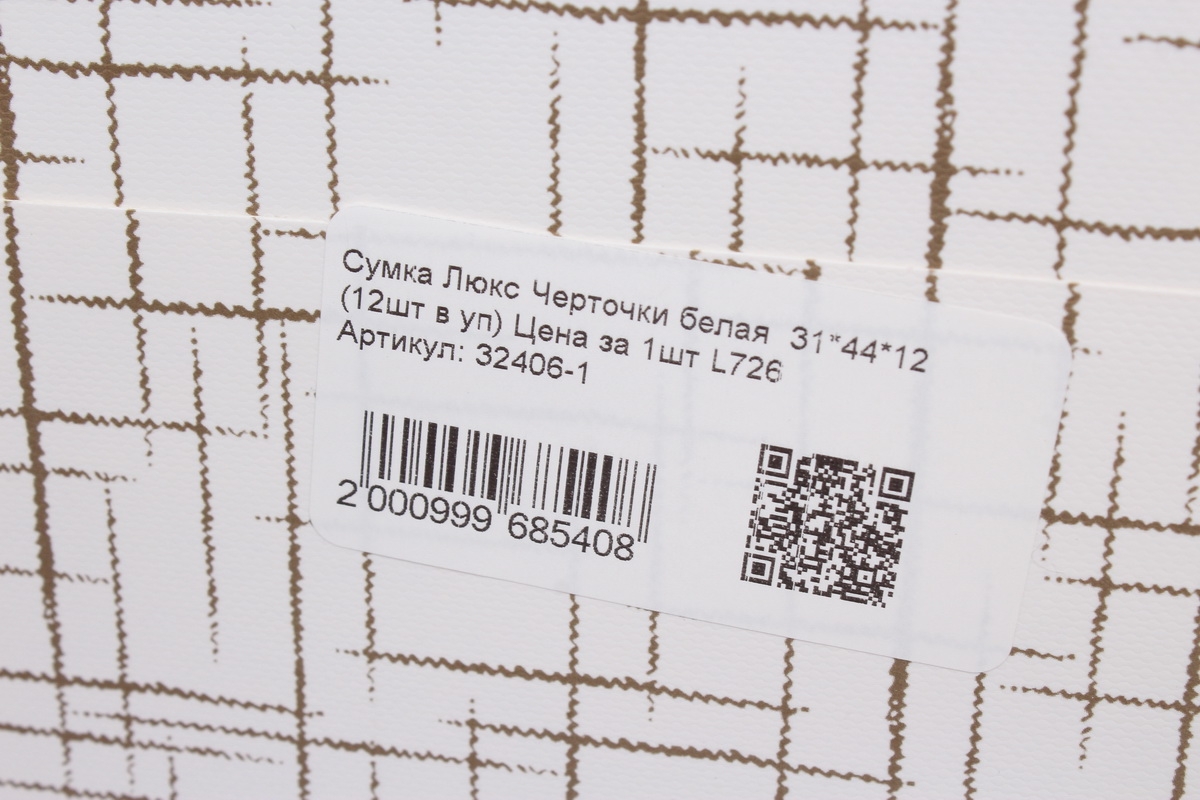 Сумка Люкс Черточки белая 31*44*12
(12шт в уп) Цена за 1шт L726
Артикул: 32406-1
2 000999 685408